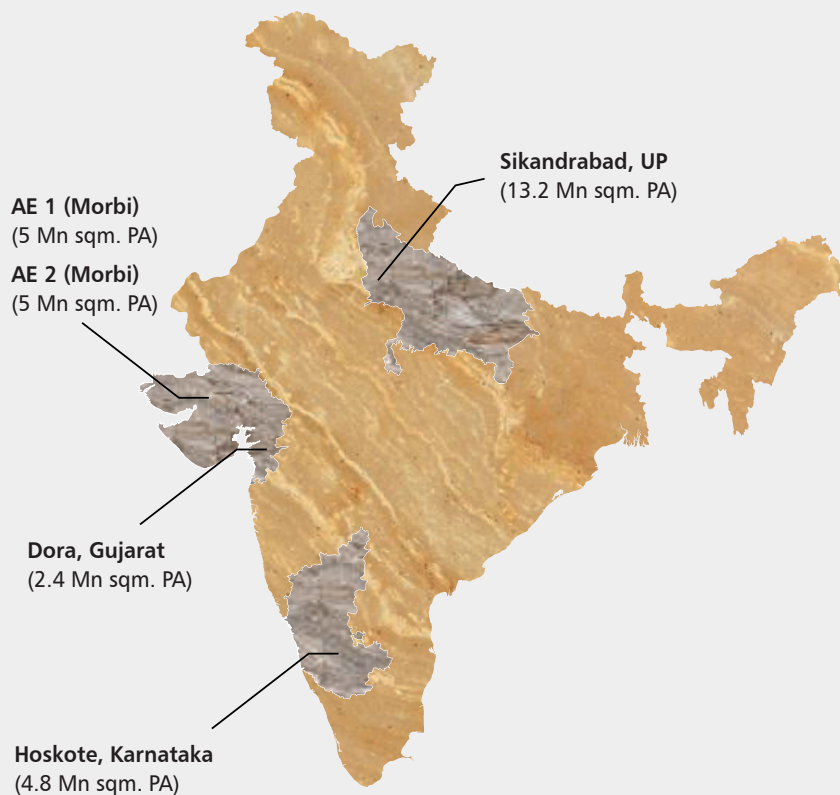 Sikandrabad, UP
(13.2 Mn sqm. PA)
AE 1 (Morbi)
(5 Mn sqm. PA)
AE 2 (Morbi)
(5 Mn sqm. PA)
Dora, Gujarat
(2.4 Mn sqm. PA)
Hoskote, Karnataka
(4.8 Mn sqm. PA)